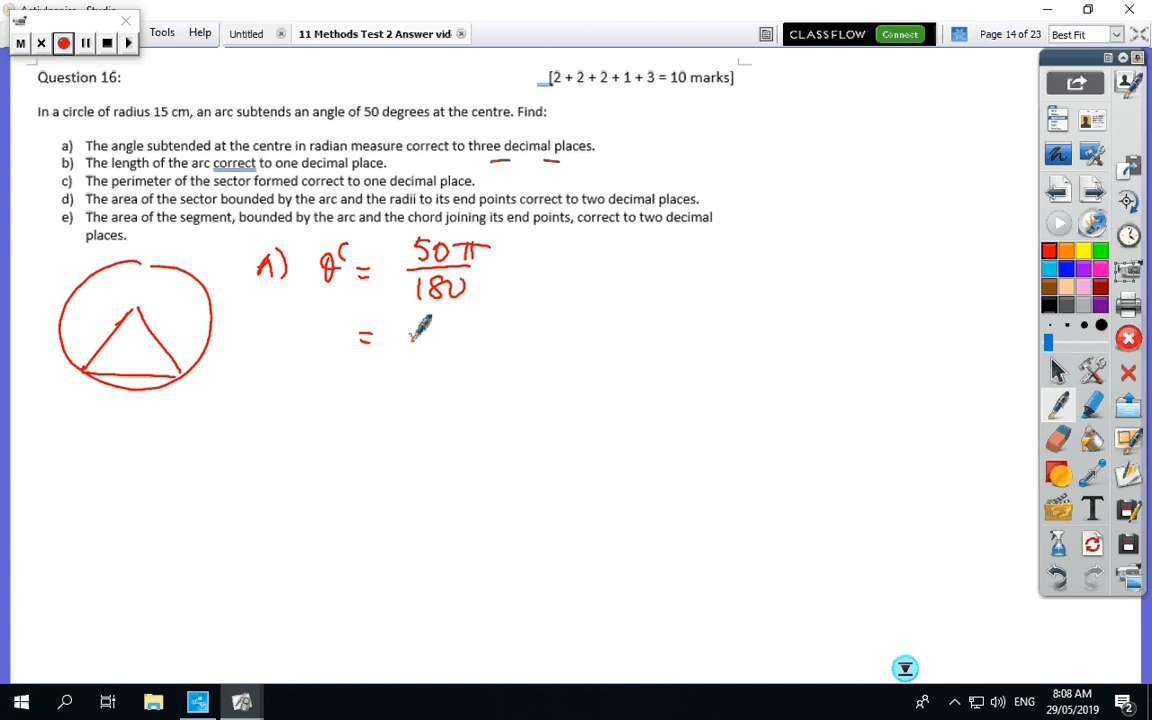 Tools Help Untitled 11 Methods Test 2 Answer vid CLASSFLOW Connect Page 14 of 23 Best Fit
M
Question 16: [2 + 2 + 2 + 1 + 3 = 10 marks]
In a circle of radius 15 cm, an arc subtends an angle of 50 degrees at the centre. Find:
a) The angle subtended at the centre in radian measure correct to three decimal places.
b) The length of the arc correct to one decimal place.
c) The perimeter of the sector formed correct to one decimal place.
d) The area of the sector bounded by the arc and the radii to its end points correct to two decimal places.
e) The area of the segment, bounded by the arc and the chord joining its end points, correct to two decimal
places.
a) θᶜ = 50π
180
=
T
ENG
8:08 AM
29/05/2019
2